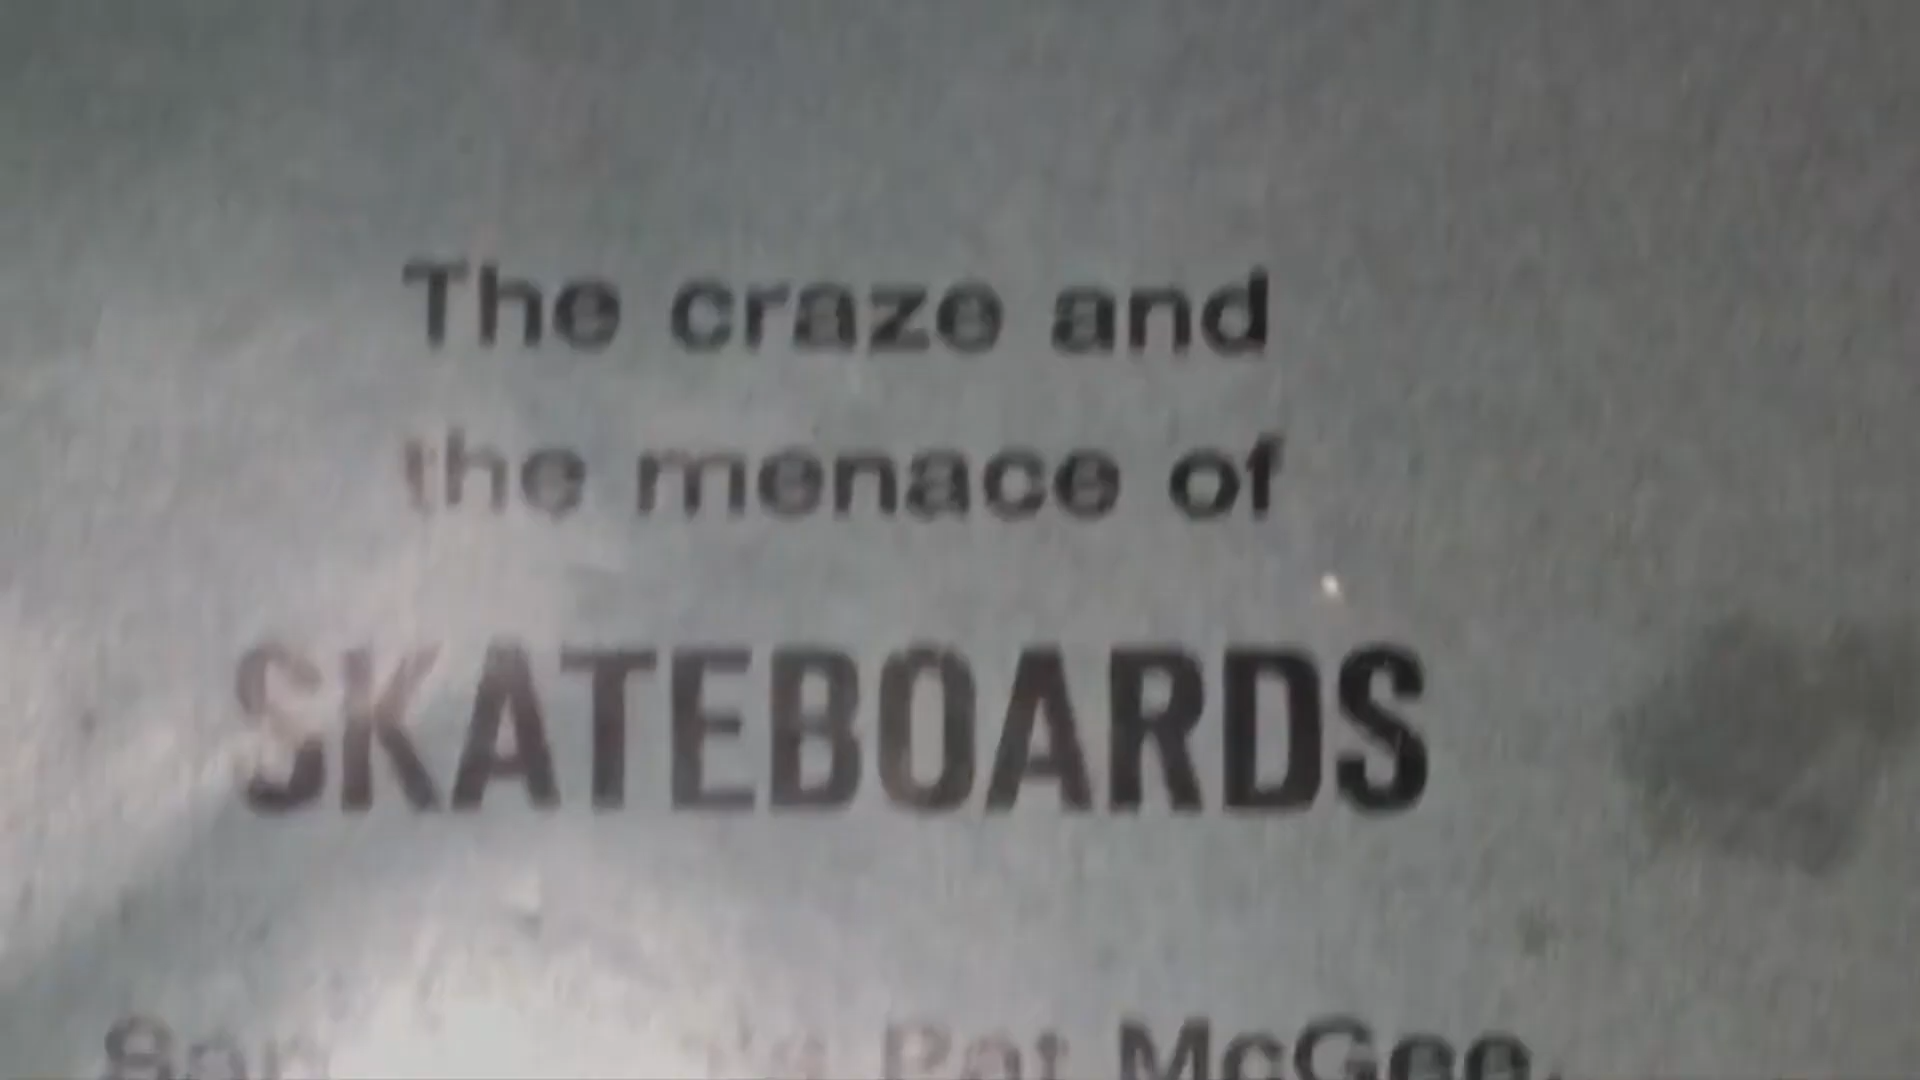 The craze and
the menace of
SKATEBOARDS
Pat McGee,